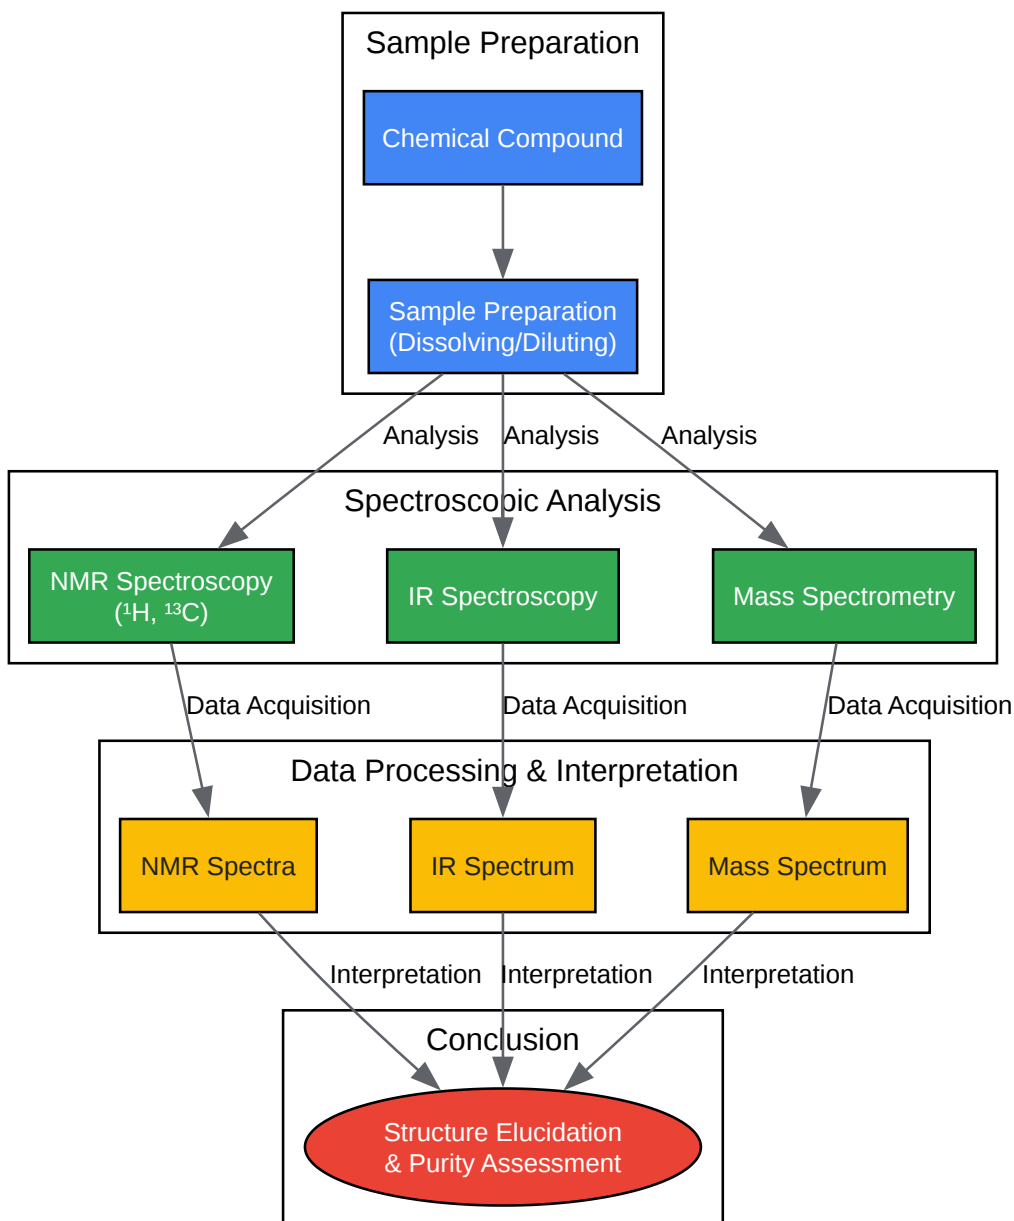 Sample Preparation
Chemical Compound
Sample Preparation
(Dissolving/Diluting)
Analysis
Analysis
Analysis
Spectroscopic Analysis
NMR Spectroscopy
(¹H, ¹³C)
IR Spectroscopy
Mass Spectrometry
Data Acquisition
Data Acquisition
Data Acquisition
Data Processing & Interpretation
NMR Spectra
IR Spectrum
Mass Spectrum
Interpretation
Interpretation
Interpretation
Conclusion
Structure Elucidation
& Purity Assessment